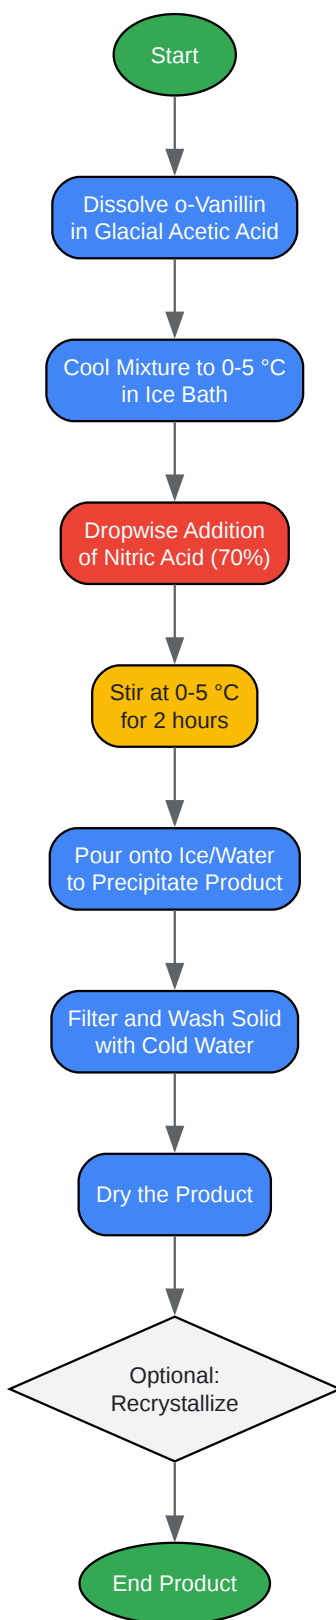 Start
Dissolve o-Vanillin
in Glacial Acetic Acid
Cool Mixture to 0-5 °C
in Ice Bath
Dropwise Addition
of Nitric Acid (70%)
Stir at 0-5 °C
for 2 hours
Pour onto Ice/Water
to Precipitate Product
Filter and Wash Solid
with Cold Water
Dry the Product
Optional:
Recrystallize
End Product